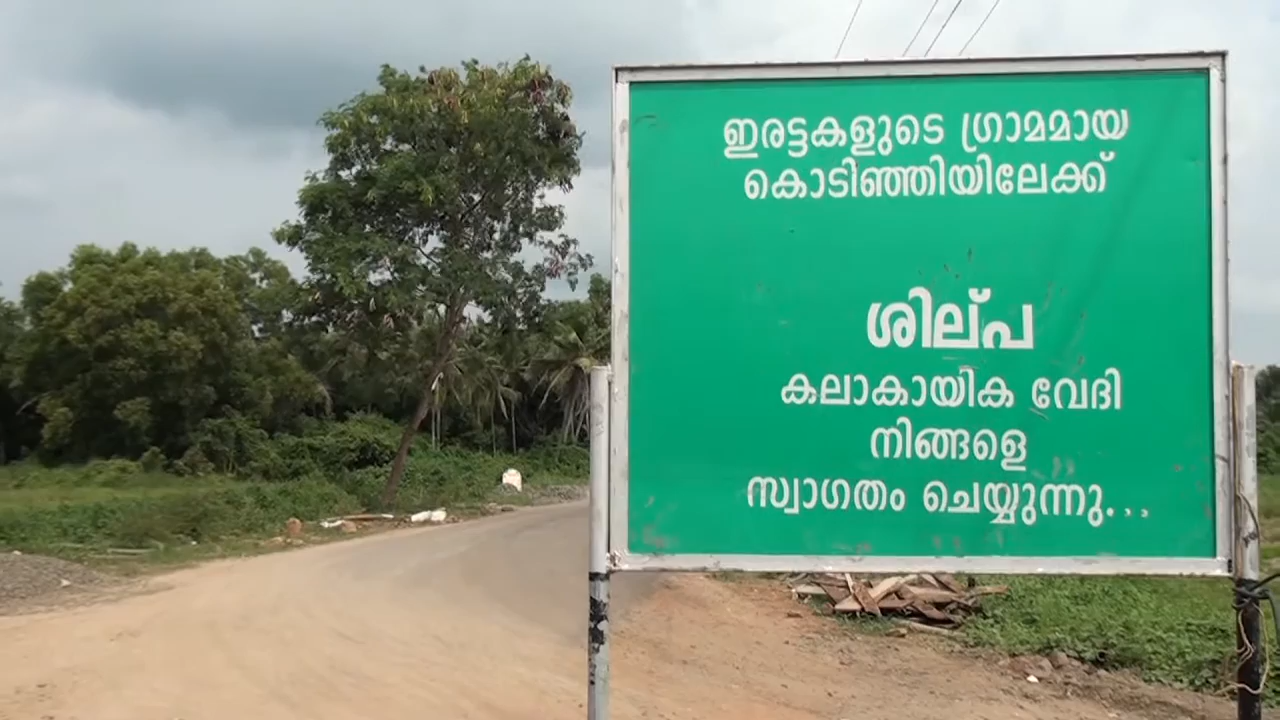 ഇരട്ടകളുടെ ഗ്രാമമായ
കൊടിഞ്ഞിയിലേക്ക്
ശില്പ
കലാകായിക വേദി
നിങ്ങളെ
സ്വാഗതം ചെയ്യുന്നു...